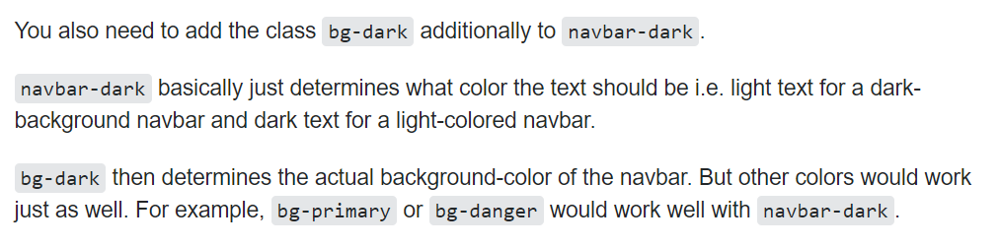 You also need to add the class bg-dark additionally to navbar-dark.
navbar-dark basically just determines what color the text should be i.e. light text for a dark-
background navbar and dark text for a light-colored navbar.
bg-dark then determines the actual background-color of the navbar. But other colors would work
just as well. For example, bg-primary or bg-danger would work well with navbar-dark.